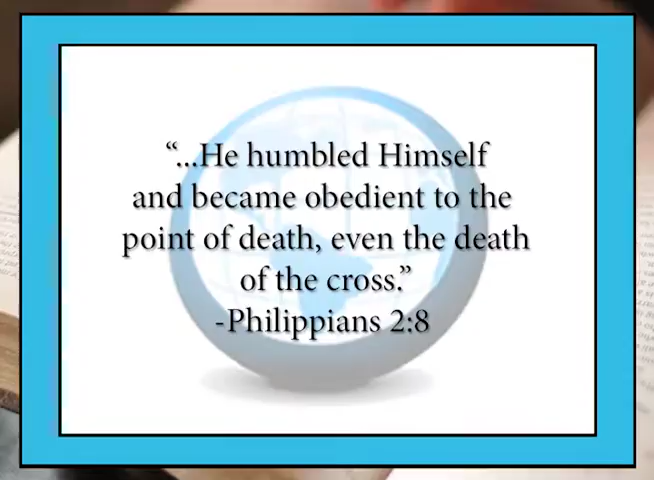 “...He humbled Himself
and became obedient to the
point of death, even the death
of the cross.”
-Philippians 2:8